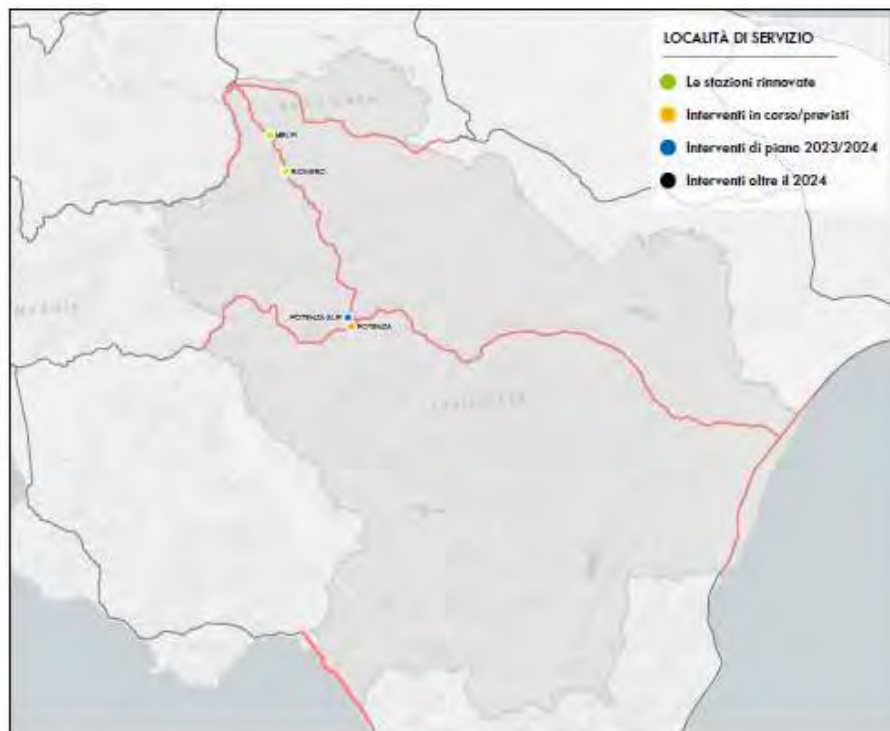 LOCALITÀ DI SERVIZIO
Le stazioni rinnovate
Interventi in corso/previsti
Interventi di piano 2023/2024
Interventi oltre il 2024
MELFI
RIONERO
POTENZA SUP.
POTENZA